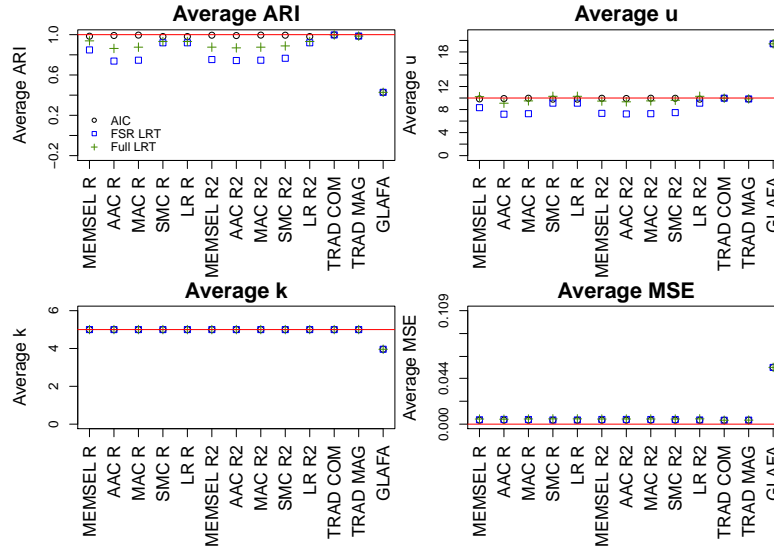 Average ARI
Average ARI
1.0
0.6
0.2
−0.2
AIC
FSR LRT
Full LRT
MEMSEL R
AAC R
MAC R
SMC R
LR R
MEMSEL R2
AAC R2
MAC R2
SMC R2
LR R2
TRAD COM
TRAD MAG
GLAFA
Average u
Average u
18
12
8
4
0
MEMSEL R
AAC R
MAC R
SMC R
LR R
MEMSEL R2
AAC R2
MAC R2
SMC R2
LR R2
TRAD COM
TRAD MAG
GLAFA
Average k
Average k
6
4
2
0
MEMSEL R
AAC R
MAC R
SMC R
LR R
MEMSEL R2
AAC R2
MAC R2
SMC R2
LR R2
TRAD COM
TRAD MAG
GLAFA
Average MSE
Average MSE
0.109
0.044
0.000
MEMSEL R
AAC R
MAC R
SMC R
LR R
MEMSEL R2
AAC R2
MAC R2
SMC R2
LR R2
TRAD COM
TRAD MAG
GLAFA